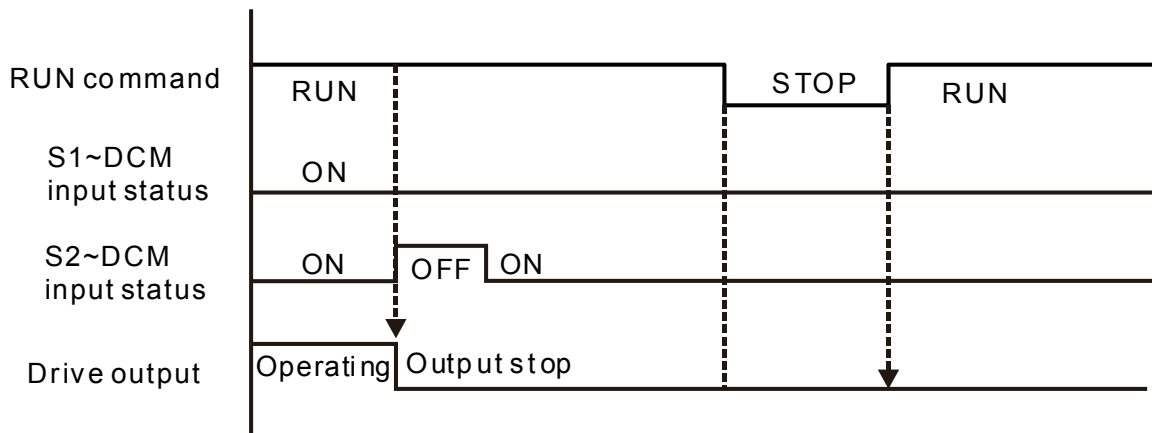 RUN command
RUN
STOP
RUN
S1~DCM
input status
ON
S2~DCM
input status
ON
OFF
ON
Drive output
Operating
Output stop